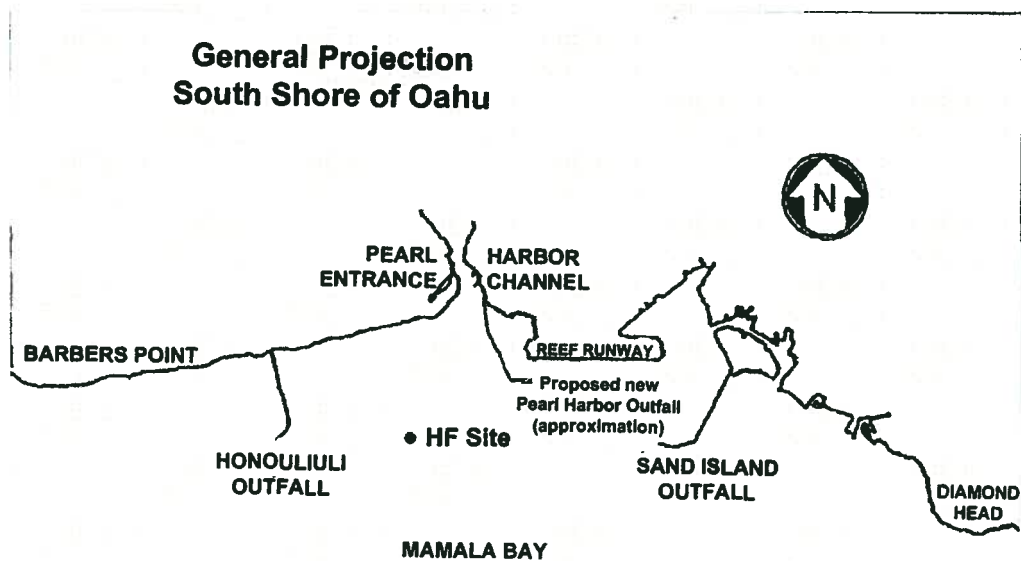 General Projection
South Shore of Oahu
N
PEARL HARBOR
ENTRANCE CHANNEL
BARBERS POINT
REEF RUNWAY
Proposed new
Pearl Harbor Outfall
(approximation)
HF Site
HONOULIULI
OUTFALL
SAND ISLAND
OUTFALL
DIAMOND
HEAD
MAMALA BAY